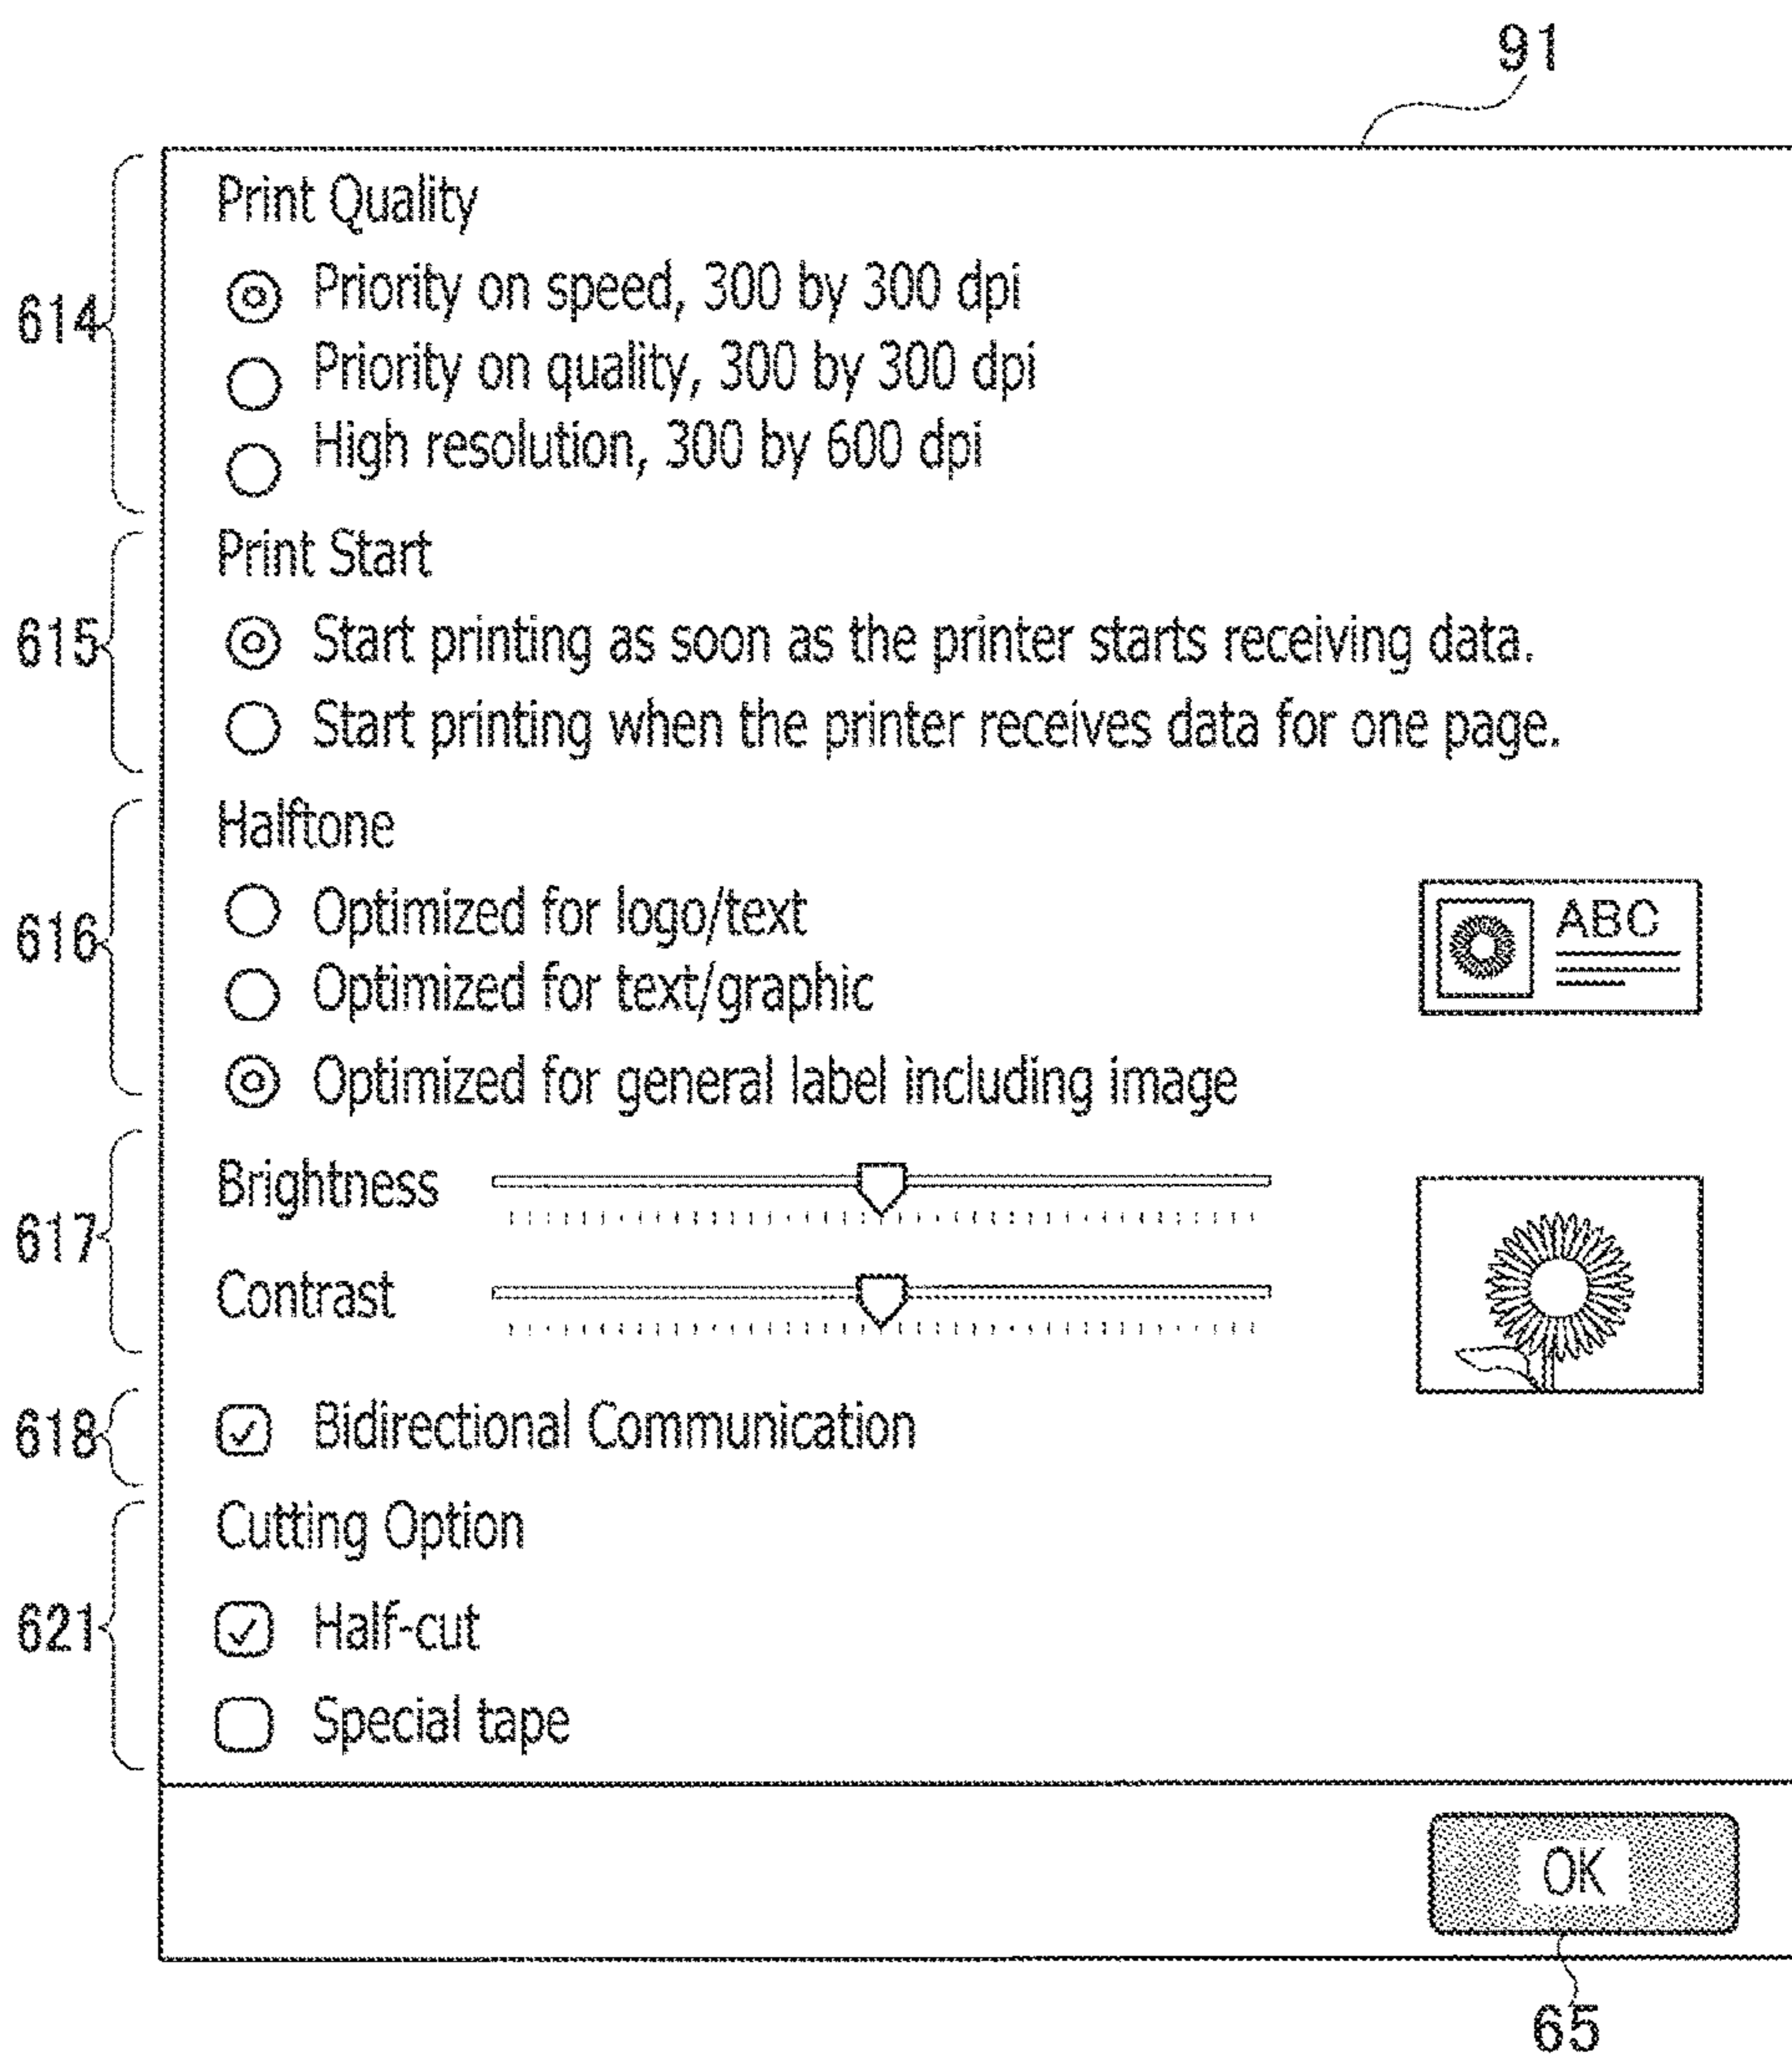 91
614
Print Quality
Priority on speed, 300 by 300 dpi
Priority on quality, 300 by 300 dpi
High resolution, 300 by 600 dpi
615
Print Start
Start printing as soon as the printer starts receiving data.
Start printing when the printer receives data for one page.
616
Halftone
Optimized for logo/text
Optimized for text/graphic
Optimized for general label including image
ABC
617
Brightness
Contrast
618
Bidirectional Communication
621
Cutting Option
Half-cut
Special tape
OK
65